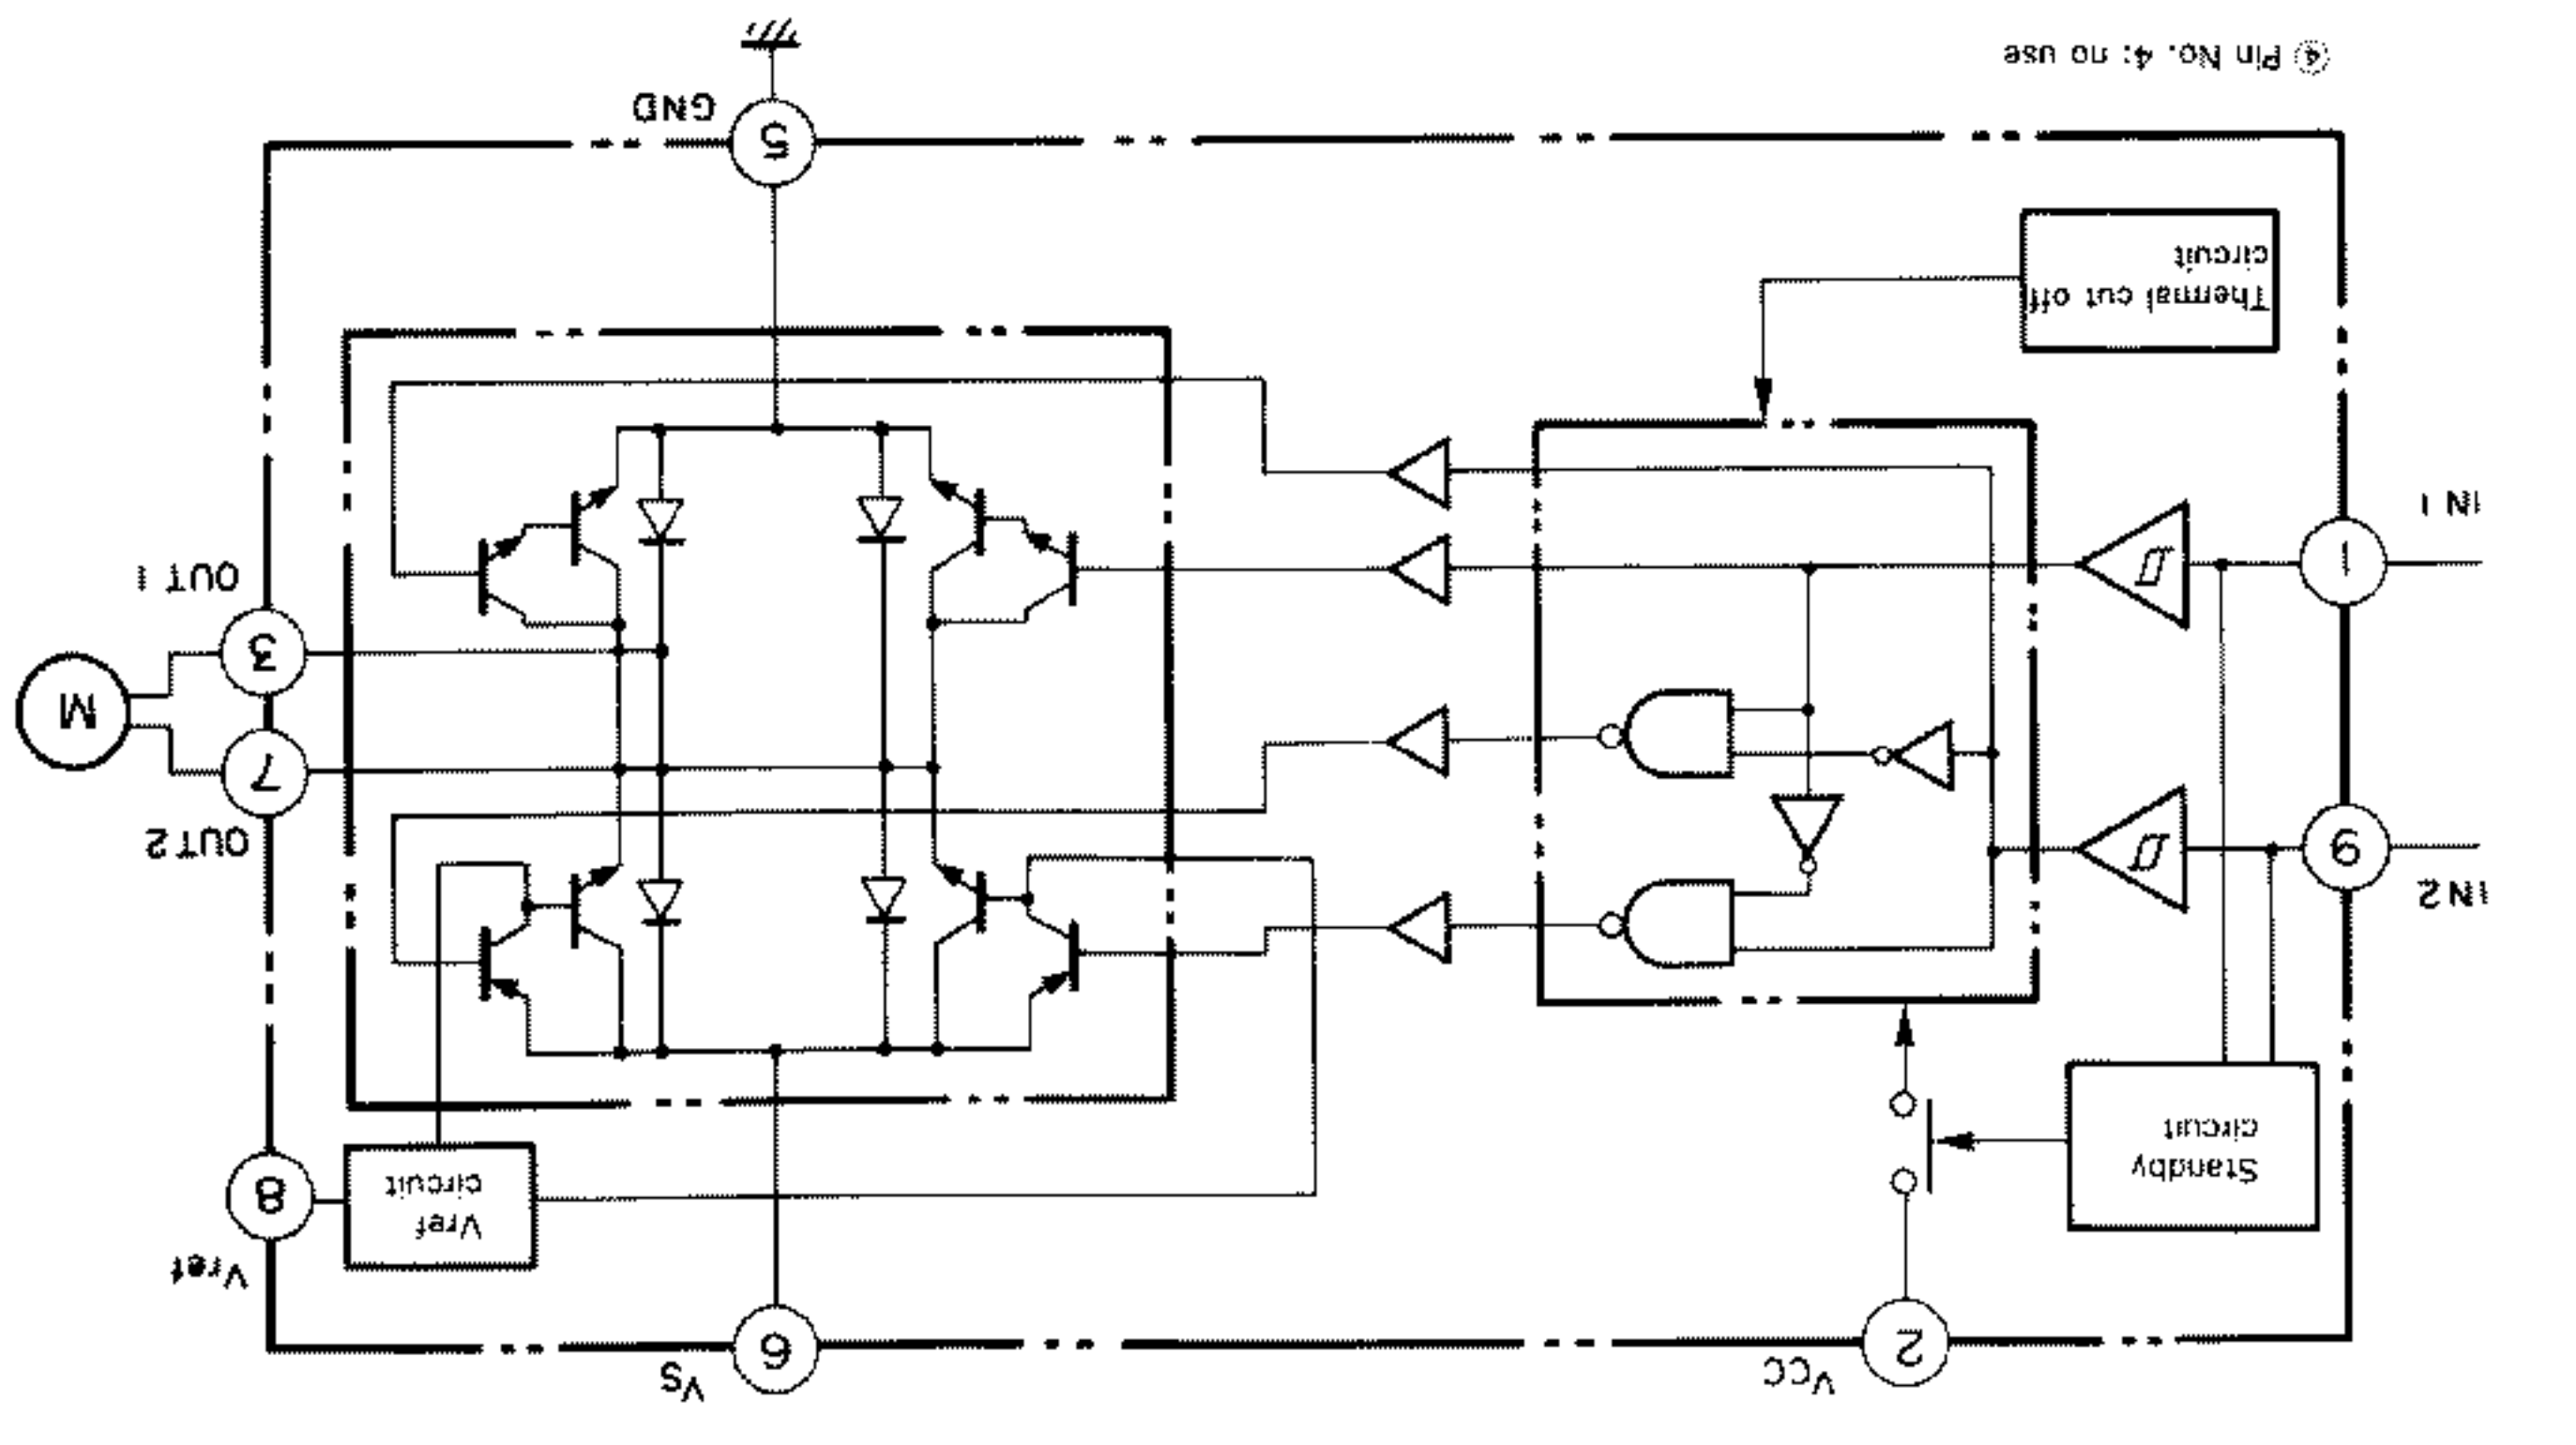 VCC
2
VS
6
Vref
8
Standby
circuit
Vref
circuit
IN 2
9
OUT 2
7
M
3
OUT 1
IN 1
1
Thermal cut off
circuit
5
GND
④ Pin No. 4: no use